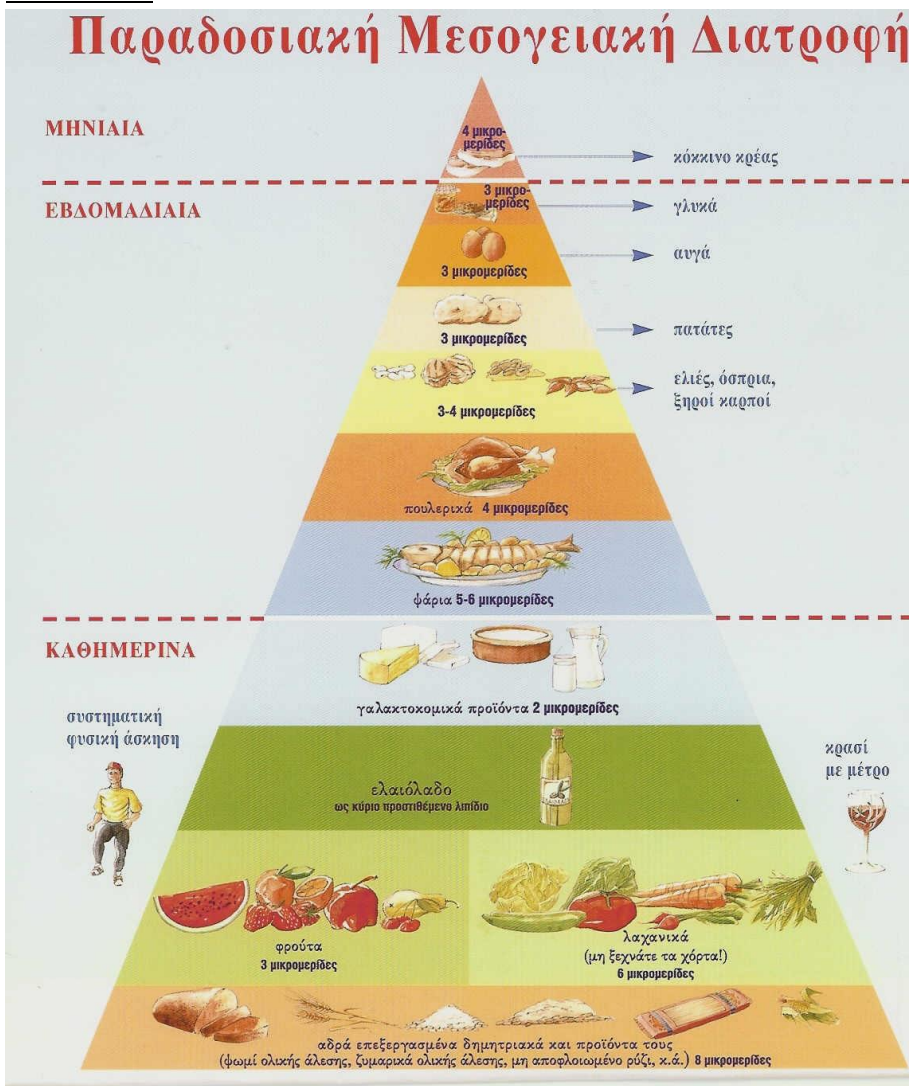 Παραδοσιακή Μεσογειακή Διατροφή
ΜΗΝΙΑΙΑ
4 μικρο-
μερίδες
κόκκινο κρέας
ΕΒΔΟΜΑΔΙΑΙΑ
3 μικρο-
μερίδες
γλυκά
αυγά
3 μικρομερίδες
πατάτες
3 μικρομερίδες
ελιές, όσπρια,
ξηροί καρποί
3-4 μικρομερίδες
πουλερικά 4 μικρομερίδες
ψάρια 5-6 μικρομερίδες
ΚΑΘΗΜΕΡΙΝΑ
γαλακτοκομικά προϊόντα 2 μικρομερίδες
συστηματική
φυσική άσκηση
κρασί
με μέτρο
ελαιόλαδο
ως κύριο προστιθέμενο λιπίδιο
φρούτα
3 μικρομερίδες
λαχανικά
(μη ξεχνάτε τα χόρτα!)
6 μικρομερίδες
αδρά επεξεργασμένα δημητριακά και προϊόντα τους
(ψωμί ολικής άλεσης, ζυμαρικά ολικής άλεσης, μη αποφλοιωμένο ρύζι, κ.ά.) 8 μικρομερίδες